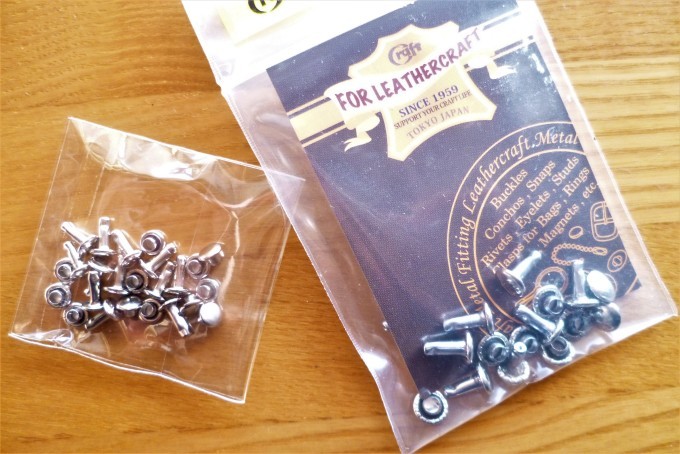 Craft
FOR LEATHERCRAFT
SINCE 1959
SUPPORT YOUR CRAFT LIFE
TOKYO JAPAN
Metal Fitting Leathercraft. Metal
Buckles
Conchos, Snaps
Rivets, Eyelets, Studs
Clasps for Bags, Rings
Magnets etc